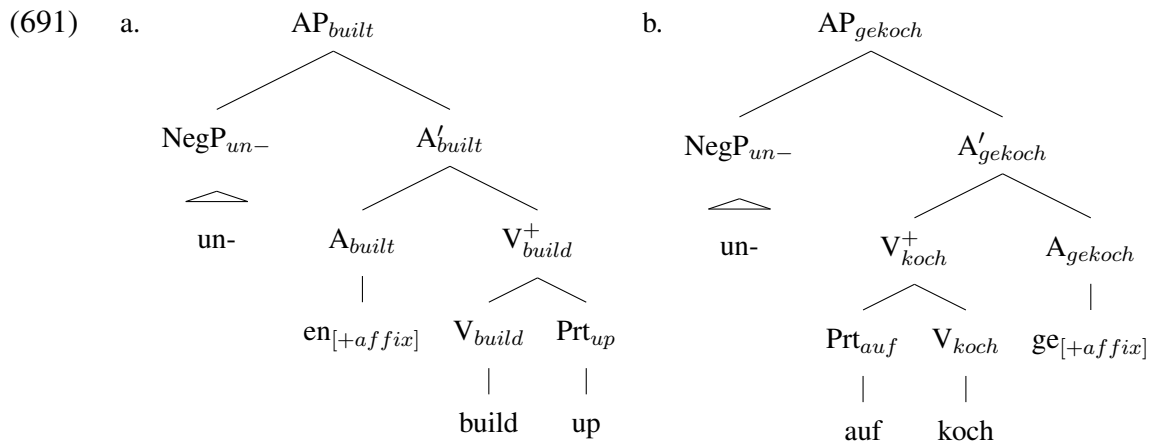 (691) a. AP_built b. AP_gekoch
NegP_un− A′_built NegP_un− A′_gekoch
un- A_built V⁺_build un- V⁺_koch A_gekoch
en_[+affix] V_build Prt_up Prt_auf V_koch ge_[+affix]
build up auf koch